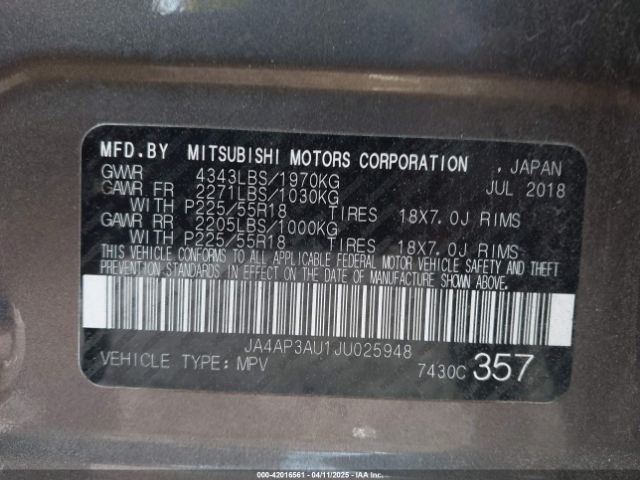 MFD.BY MITSUBISHI MOTORS CORPORATION , JAPAN
GVWR 4343LBS/1970KG JUL 2018
GAWR FR 2271LBS/1030KG
WITH P225/55R18 TIRES 18X7.0J RIMS
GAWR RR 2205LBS/1000KG
WITH P225/55R18 TIRES 18X7.0J RIMS
THIS VEHICLE CONFORMS TO ALL APPLICABLE FEDERAL MOTOR VEHICLE SAFETY AND THEFT
PREVENTION STANDARDS IN EFFECT ON THE DATE OF MANUFACTURE SHOWN ABOVE.
JA4AP3AU1JU025948
VEHICLE TYPE: MPV 7430C 357
000-42016561 - 04/11/2025 - IAAI.COM